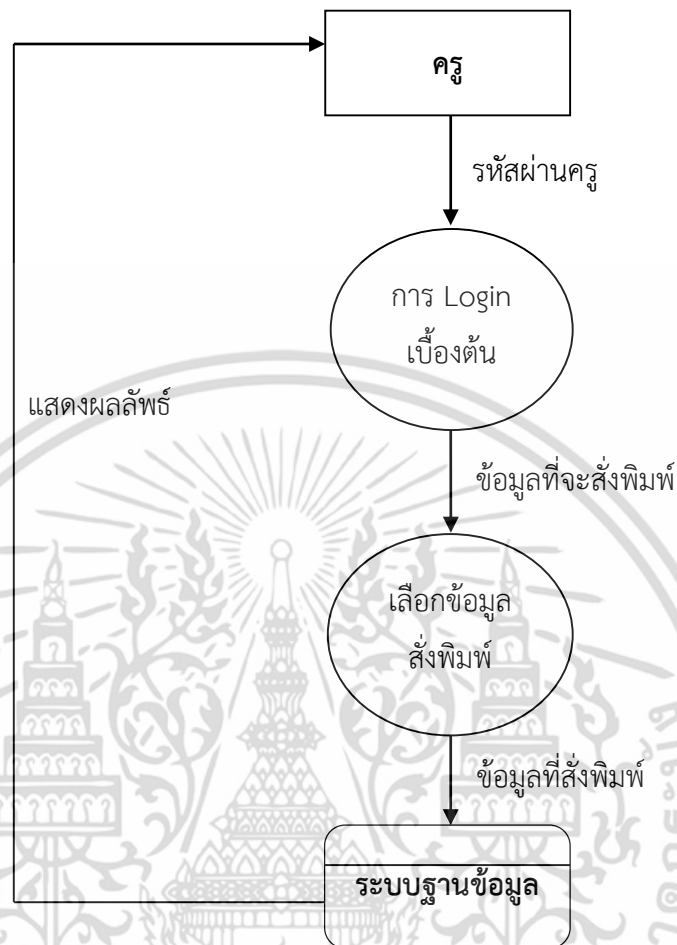 ครู
รหัสผ่านครู
การ Login
เบื้องต้น
แสดงผลลัพธ์
ข้อมูลที่จะสั่งพิมพ์
เลือกข้อมูล
สั่งพิมพ์
ข้อมูลที่สั่งพิมพ์
ระบบฐานข้อมูล